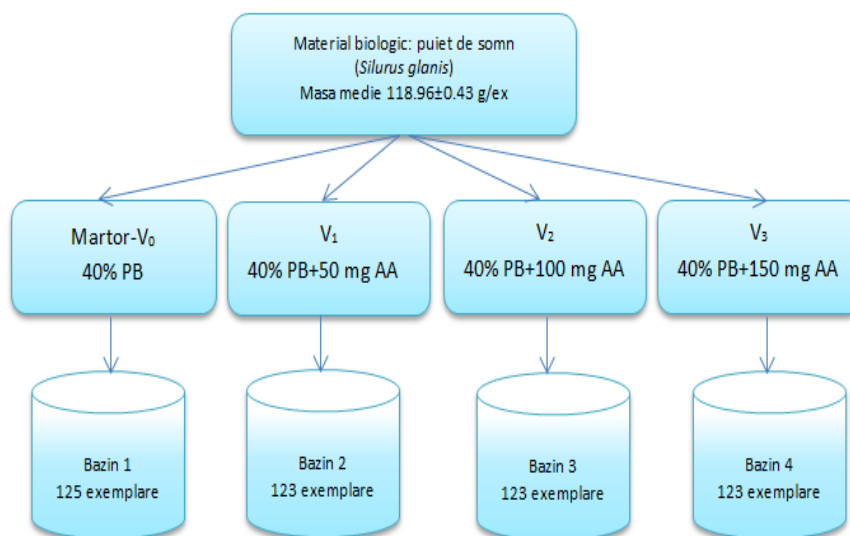 Material biologic: puiet de somn
(Silurus glanis)
Masa medie 118.96±0.43 g/ex
Martor-V₀
40% PB
V₁
40% PB+50 mg AA
V₂
40% PB+100 mg AA
V₃
40% PB+150 mg AA
Bazin 1
125 exemplare
Bazin 2
123 exemplare
Bazin 3
123 exemplare
Bazin 4
123 exemplare